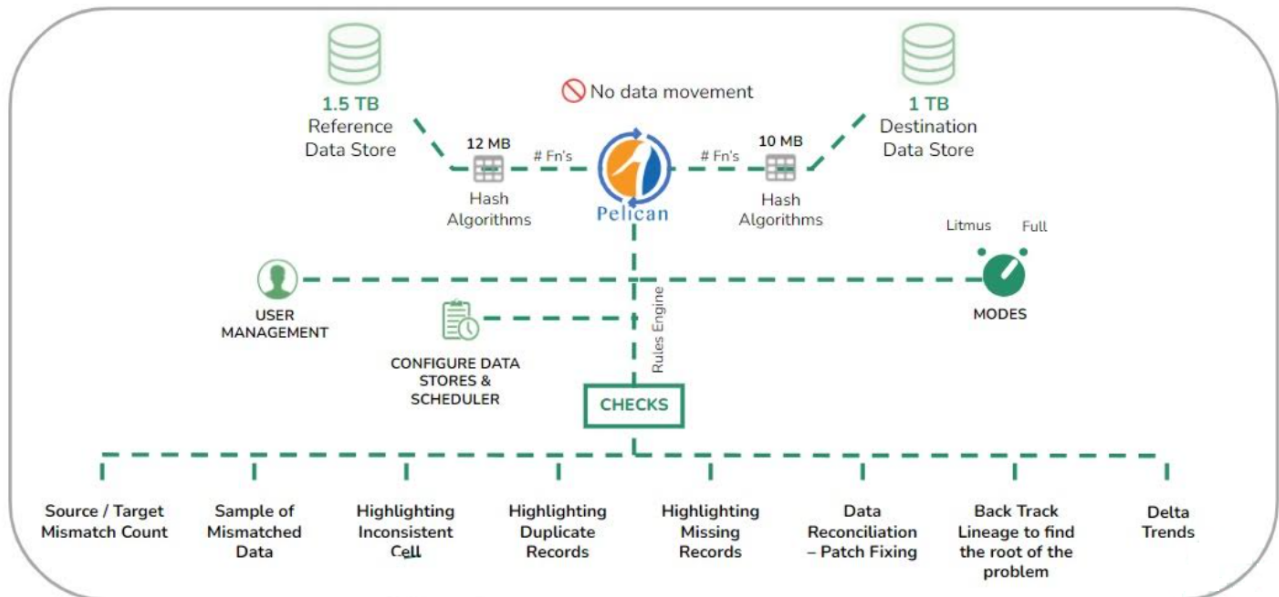 1.5 TB
Reference
Data Store
No data movement
1 TB
Destination
Data Store
12 MB
# Fn's
# Fn's
10 MB
Hash
Algorithms
Pelican
Hash
Algorithms
Litmus
Full
USER
MANAGEMENT
MODES
CONFIGURE DATA
STORES &
SCHEDULER
Rules Engine
CHECKS
Source / Target
Mismatch Count
Sample of
Mismatched
Data
Highlighting
Inconsistent
Cell
Highlighting
Duplicate
Records
Highlighting
Missing
Records
Data
Reconciliation
– Patch Fixing
Back Track
Lineage to find
the root of the
problem
Delta
Trends